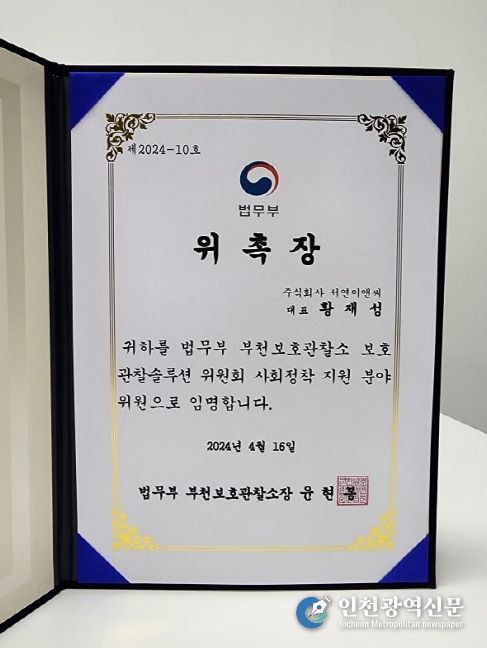 제2024-10호
법무부
위촉장
주식회사 서연이앤씨
대표 황재섭
귀하를 법무부 부천보호관찰소 보호
관찰솔루션 위원회 사회정착 지원 분야
위원으로 임명합니다.
2024년 4월 16일
법무부 부천보호관찰소장 윤현봉
인천광역신문
Incheon Metropolitan newspaper